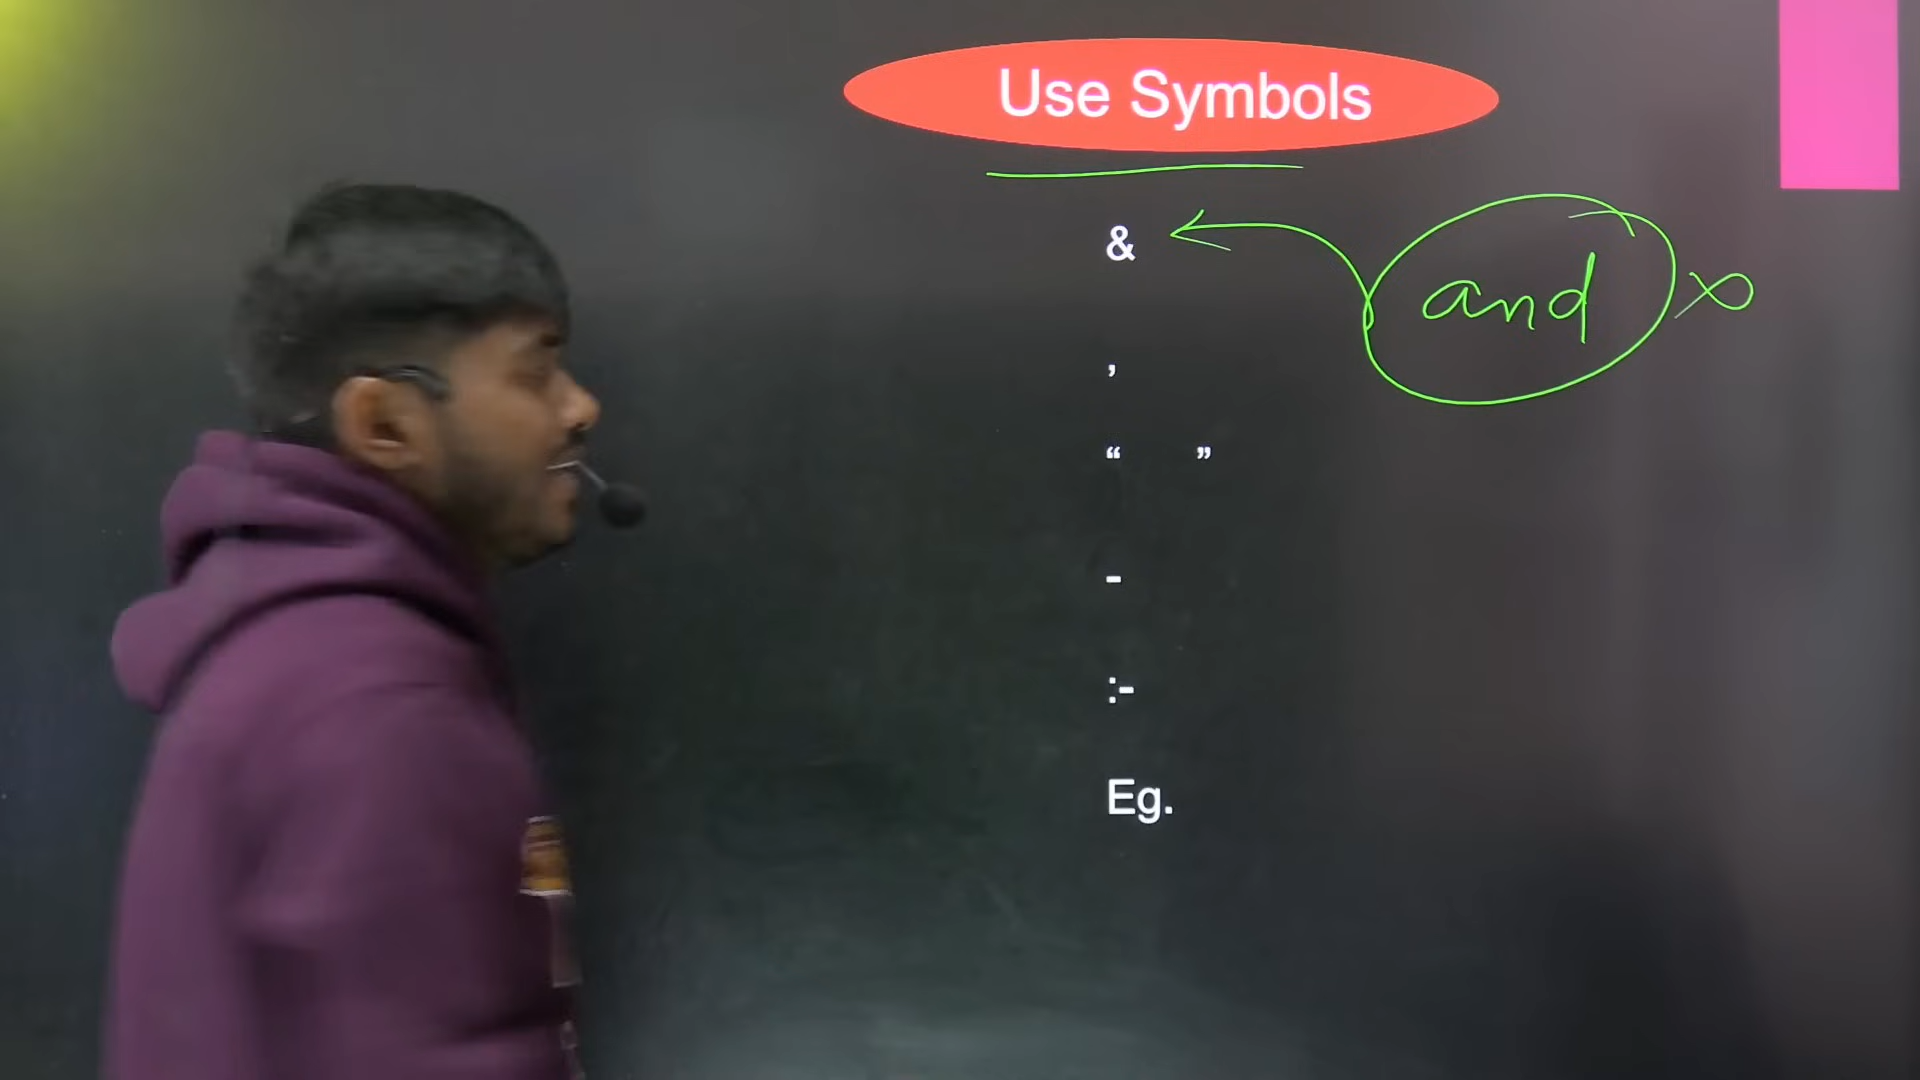 Use Symbols
&
and
,
“ ”
-
:-
Eg.